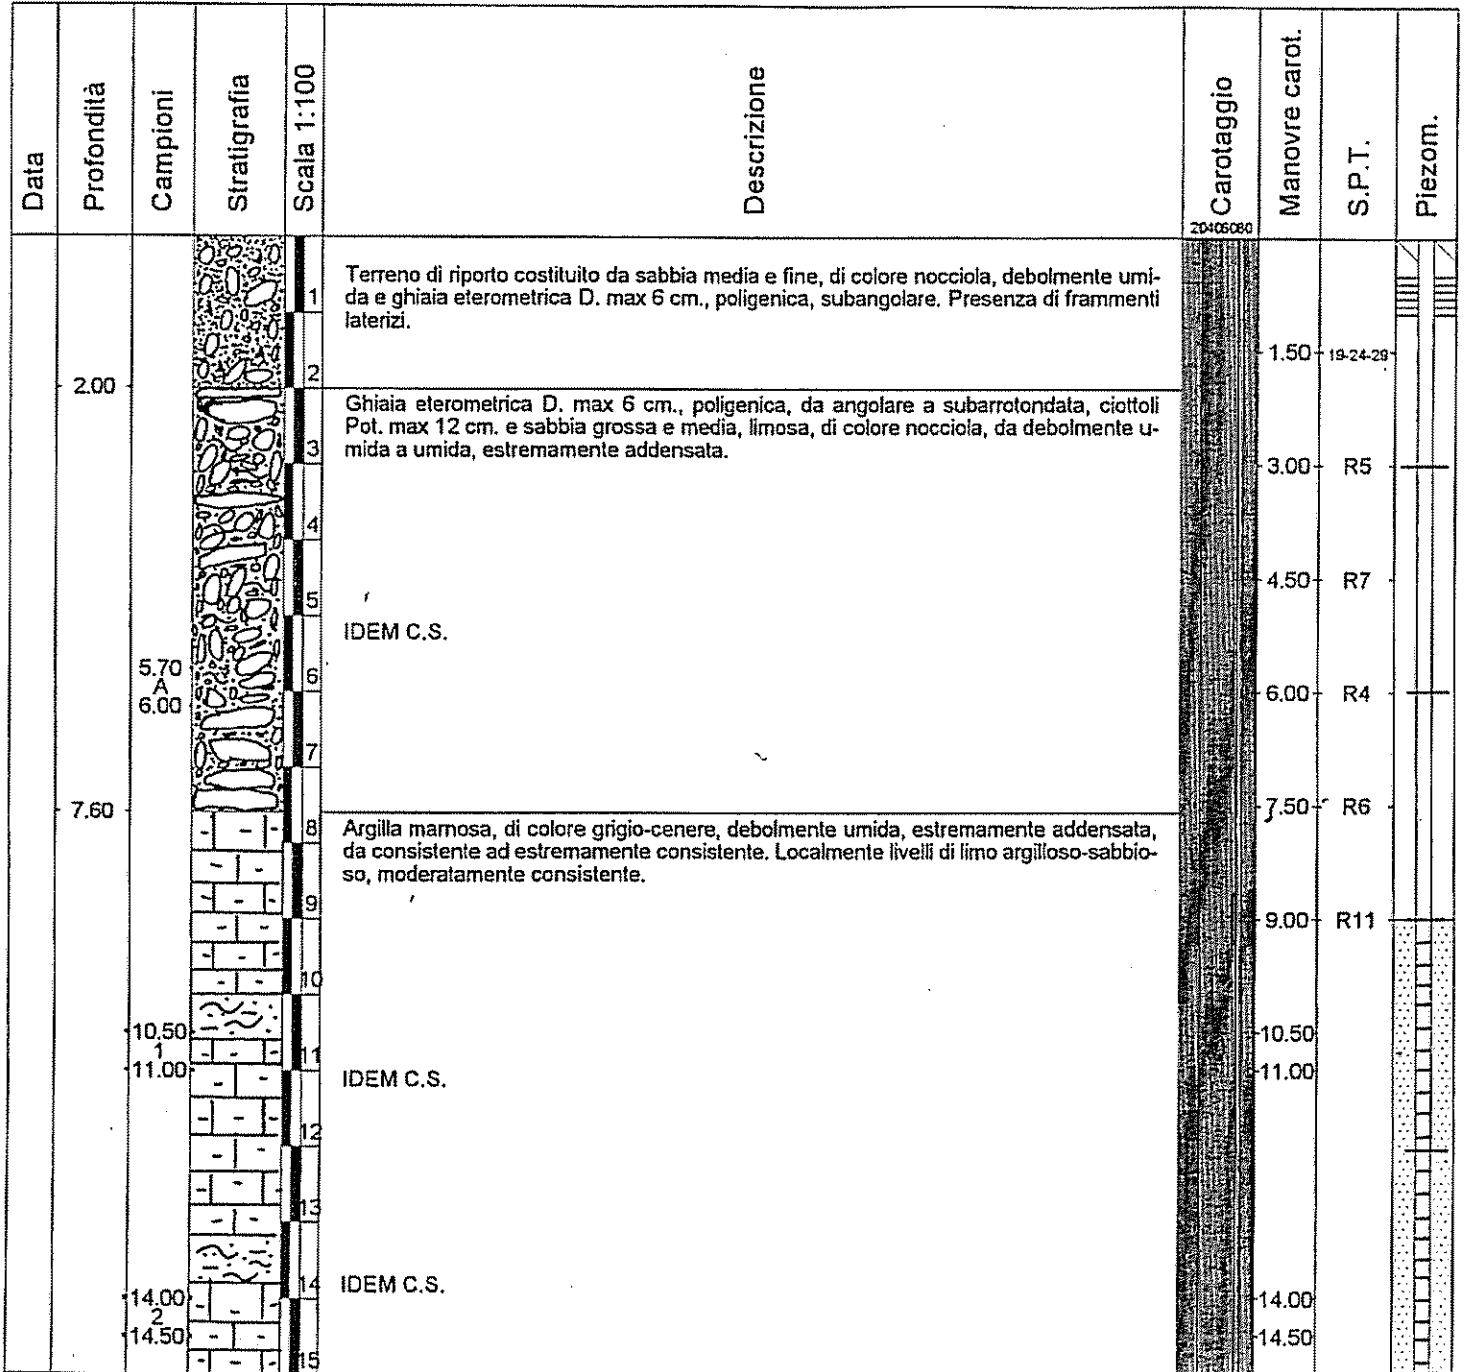 Data
Profondità
Campioni
Stratigrafia
Scala 1:100
Descrizione
Carotaggio
20406080
Manovre carot.
S.P.T.
Piezom.
Terreno di riporto costituito da sabbia media e fine, di colore nocciola, debolmente umi-
da e ghiaia eterometrica D. max 6 cm., poligenica, subangolare. Presenza di frammenti
laterizi.
1
1.50 19-24-29
2
2.00
Ghiaia eterometrica D. max 6 cm., poligenica, da angolare a subarrotondata, ciottoli
Pot. max 12 cm. e sabbia grossa e media, limosa, di colore nocciola, da debolmente u-
mida a umida, estremamente addensata.
3
3.00 R5
4
4.50 R7
5
IDEM C.S.
5.70
A
6.00
6
6.00 R4
7
7.50 R6
7.60
8
Argilla marnosa, di colore grigio-cenere, debolmente umida, estremamente addensata,
da consistente ad estremamente consistente. Localmente livelli di limo argilloso-sabbio-
so, moderatamente consistente.
9
9.00 R11
10
10.50
1
11.00
11
10.50
11.00
IDEM C.S.
12
13
14
IDEM C.S.
14.00
2
14.50
14.00
14.50
15